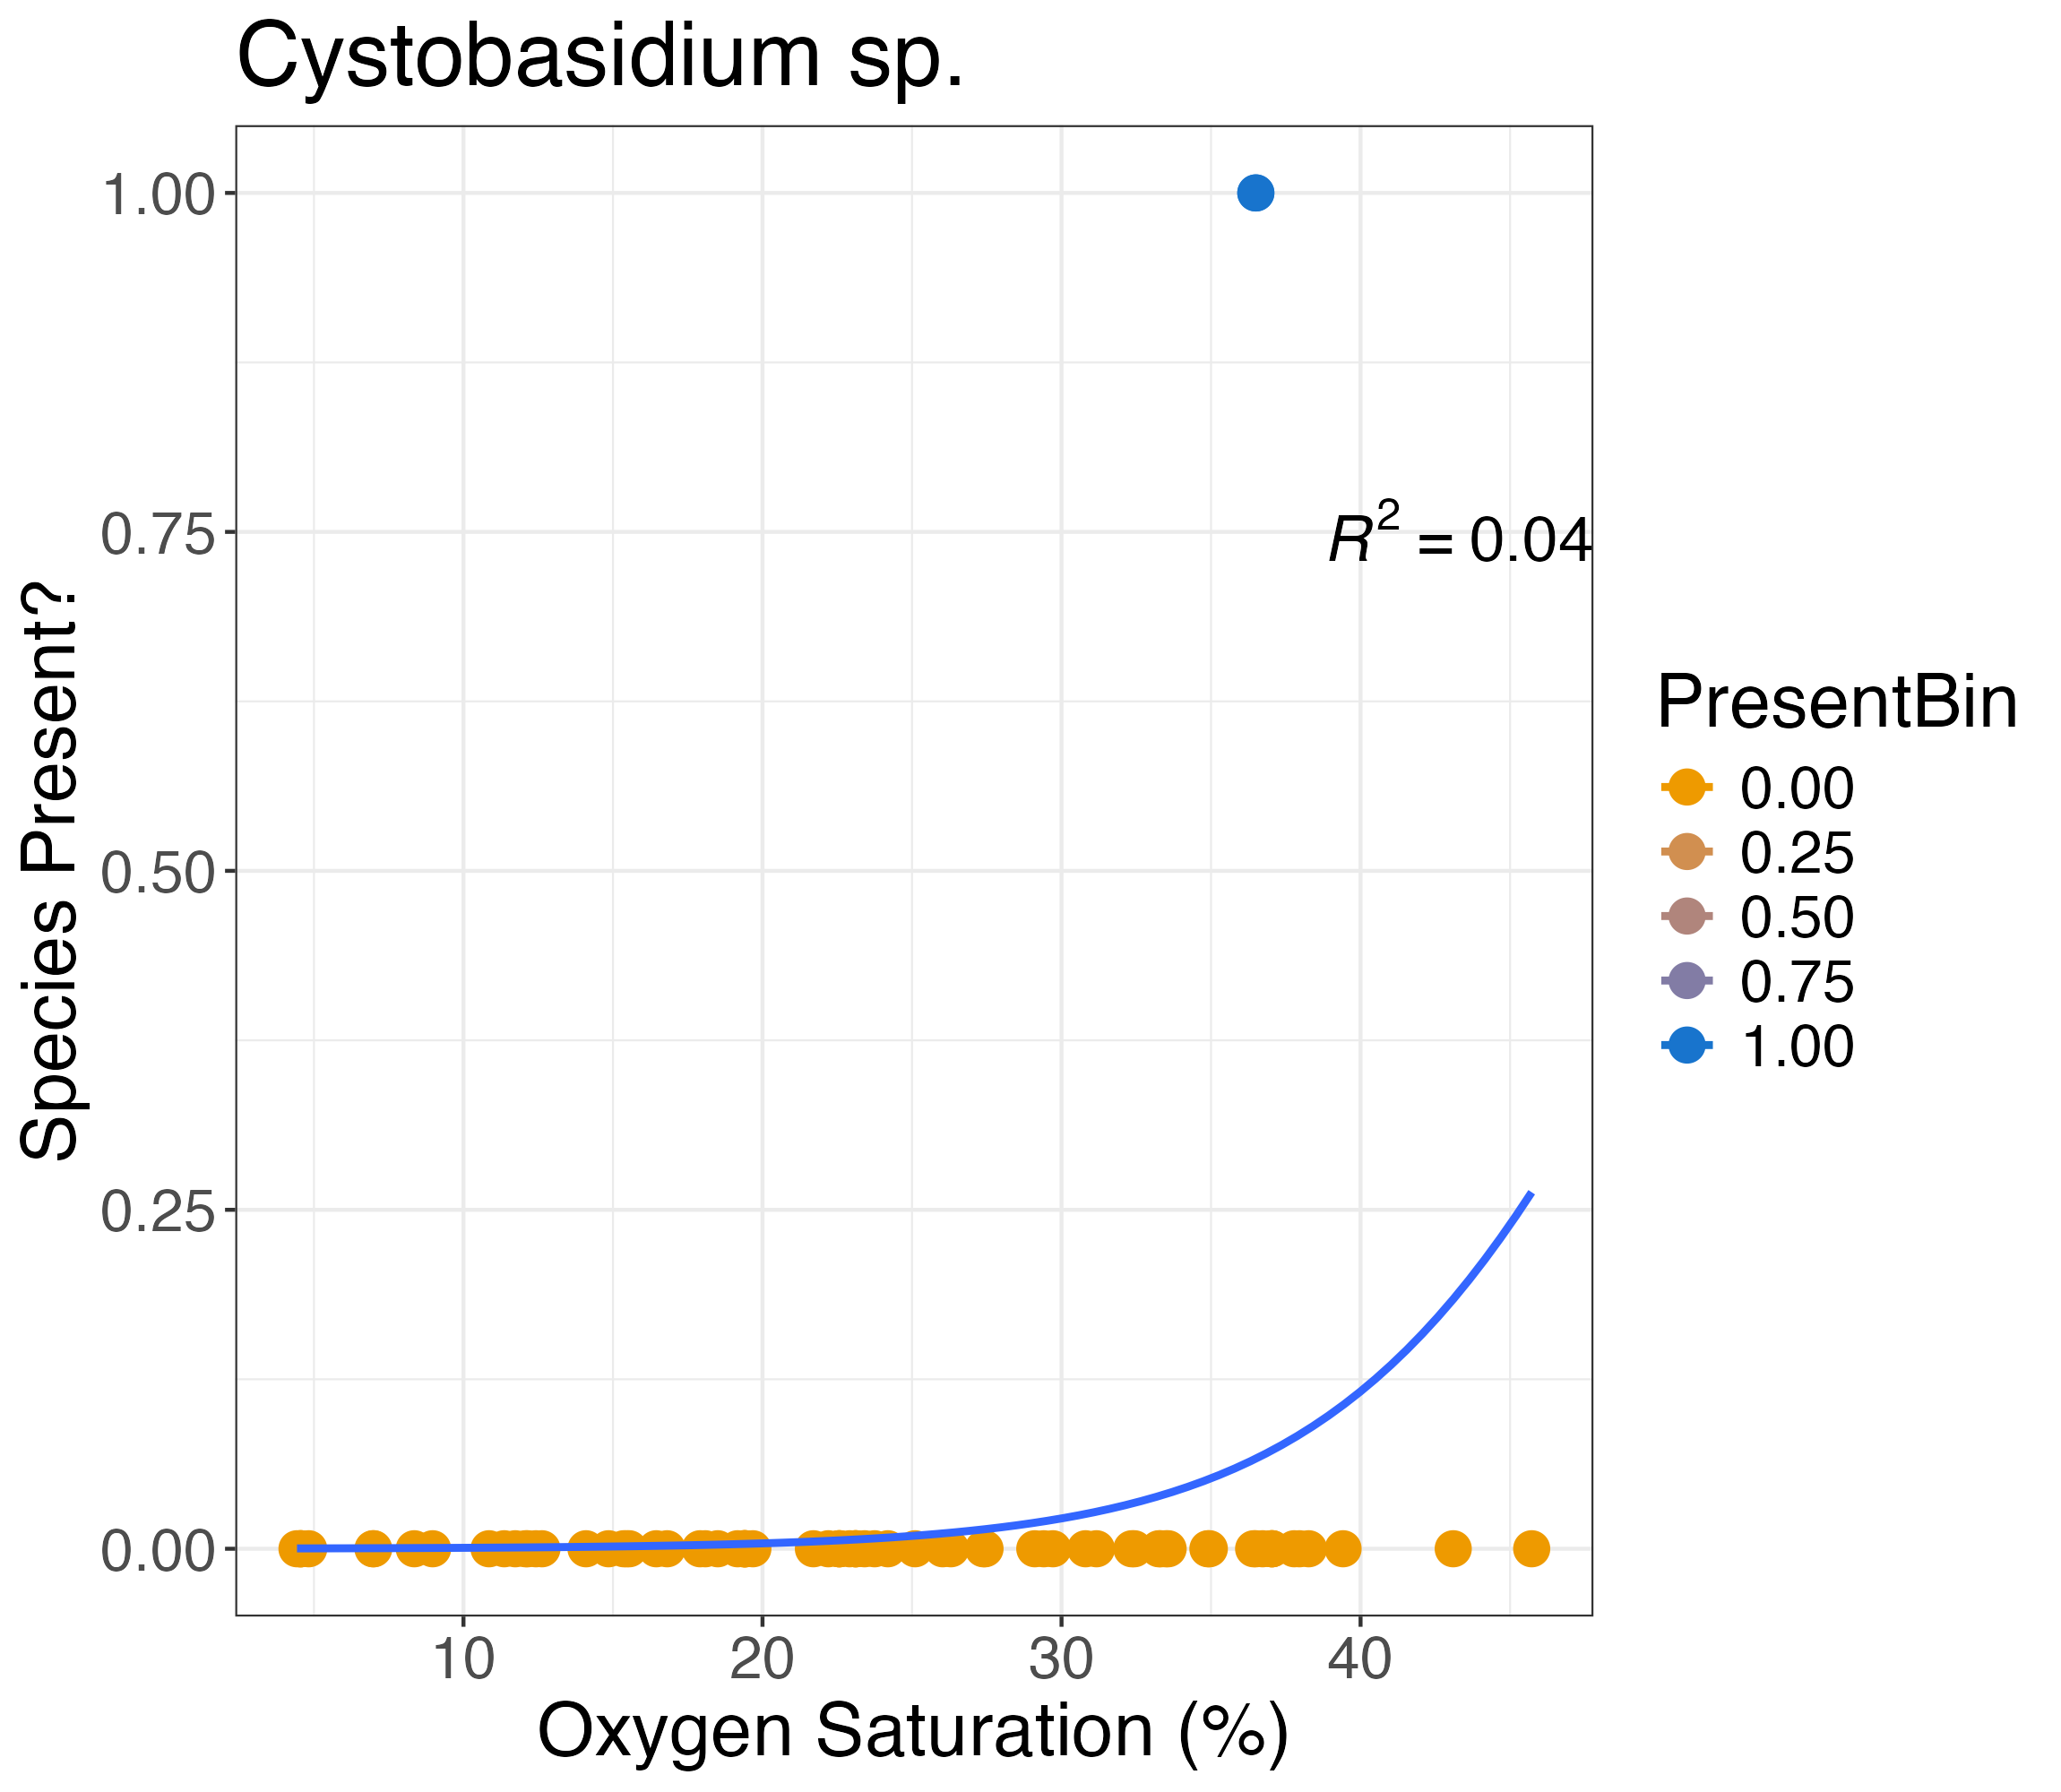 Cystobasidium sp.
1.00
0.75
0.50
0.25
0.00
Species Present?
R² = 0.04
10 20 30 40
Oxygen Saturation (%)
PresentBin
0.00
0.25
0.50
0.75
1.00